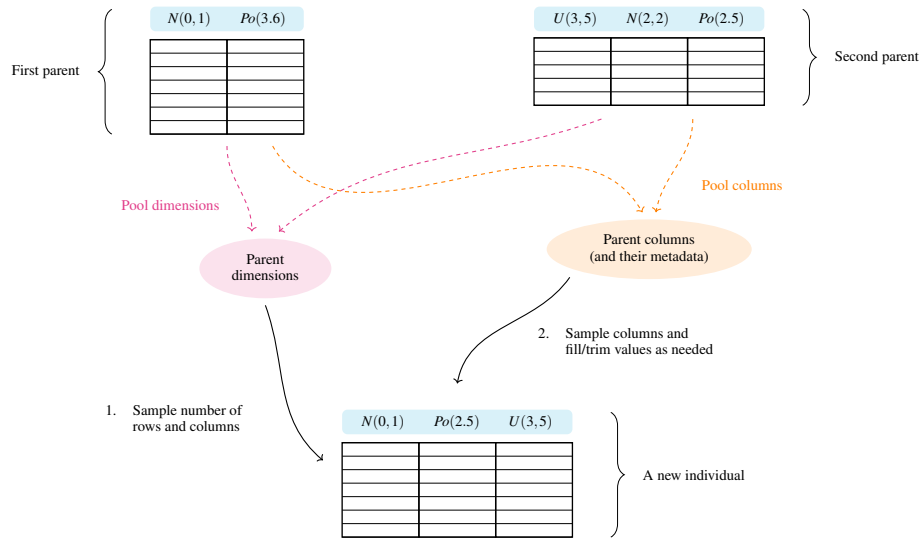 N(0,1) Po(3.6)
U(3,5) N(2,2) Po(2.5)
First parent
Second parent
Pool dimensions
Pool columns
Parent
dimensions
Parent columns
(and their metadata)
2. Sample columns and
fill/trim values as needed
1. Sample number of
rows and columns
N(0,1) Po(2.5) U(3,5)
A new individual